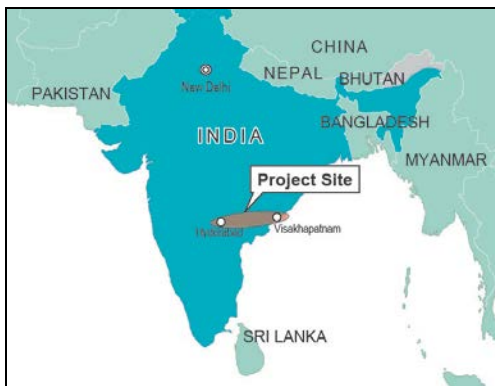 CHINA
NEPAL
BHUTAN
New Delhi
PAKISTAN
INDIA
BANGLADESH
MYANMAR
Project Site
Hyderabad
Visakhapatnam
SRI LANKA